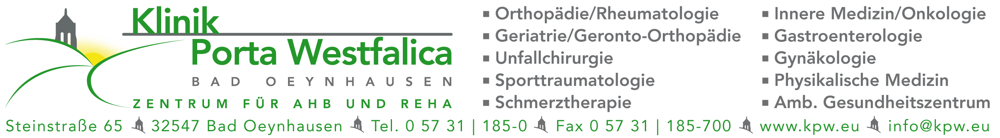 Klinik
Porta Westfalica
BAD OEYNHAUSEN
ZENTRUM FÜR AHB UND REHA
Orthopädie/Rheumatologie
Geriatrie/Geronto-Orthopädie
Unfallchirurgie
Sporttraumatologie
Schmerztherapie
Innere Medizin/Onkologie
Gastroenterologie
Gynäkologie
Physikalische Medizin
Amb. Gesundheitszentrum
Steinstraße 65 32547 Bad Oeynhausen Tel. 0 57 31|185-0 Fax 0 57 31|185-700 www.kpw.eu info@kpw.eu